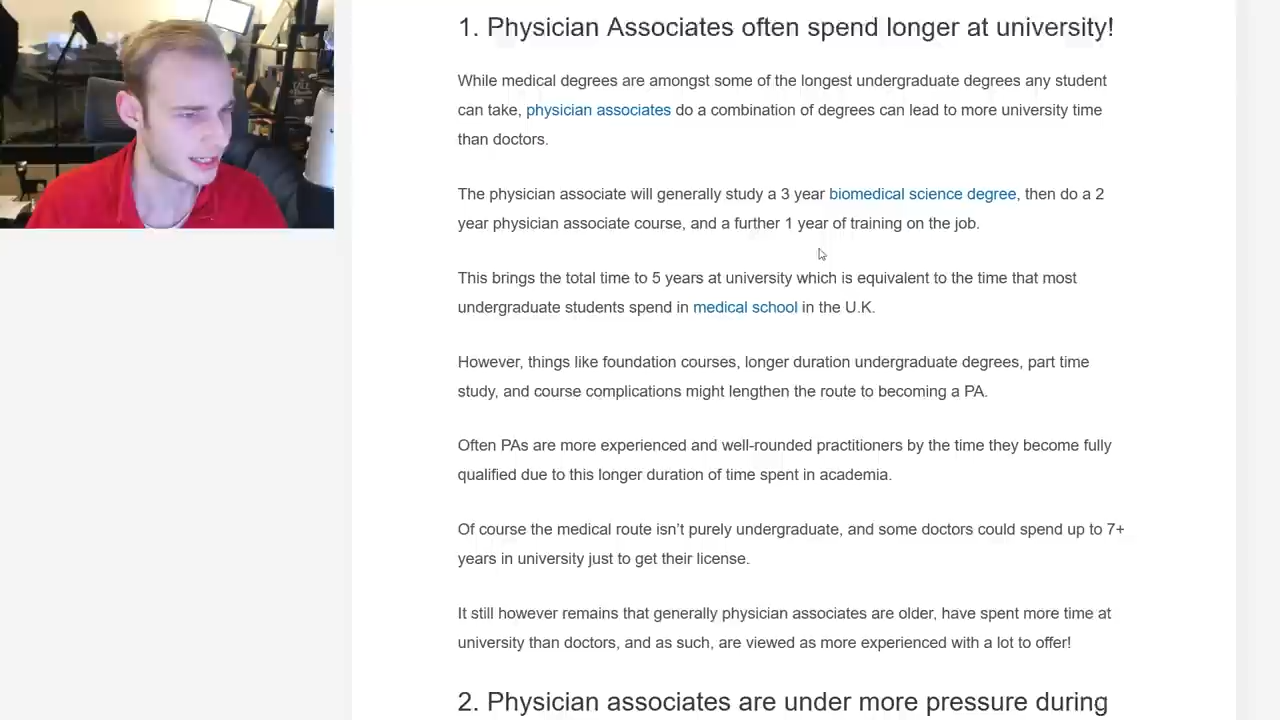 1. Physician Associates often spend longer at university!
While medical degrees are amongst some of the longest undergraduate degrees any student
can take, physician associates do a combination of degrees can lead to more university time
than doctors.
The physician associate will generally study a 3 year biomedical science degree, then do a 2
year physician associate course, and a further 1 year of training on the job.
This brings the total time to 5 years at university which is equivalent to the time that most
undergraduate students spend in medical school in the U.K.
However, things like foundation courses, longer duration undergraduate degrees, part time
study, and course complications might lengthen the route to becoming a PA.
Often PAs are more experienced and well-rounded practitioners by the time they become fully
qualified due to this longer duration of time spent in academia.
Of course the medical route isn’t purely undergraduate, and some doctors could spend up to 7+
years in university just to get their license.
It still however remains that generally physician associates are older, have spent more time at
university than doctors, and as such, are viewed as more experienced with a lot to offer!
2. Physician associates are under more pressure during